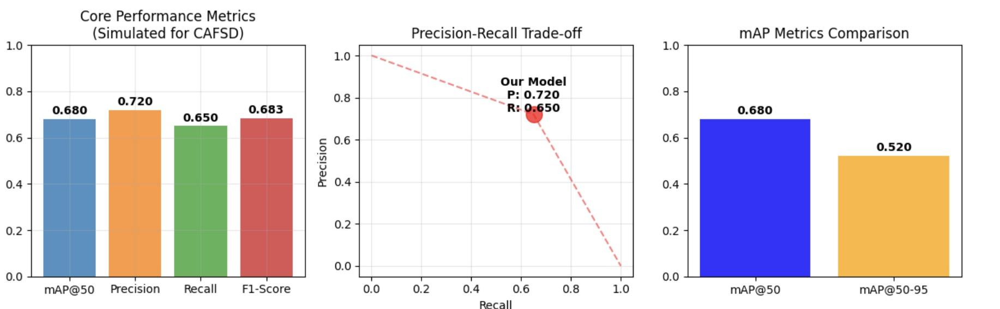 Core Performance Metrics
(Simulated for CAFSD)
1.0
0.8
0.6
0.4
0.2
0.0
0.680
0.720
0.650
0.683
mAP@50
Precision
Recall
F1-Score
Precision-Recall Trade-off
Precision
1.0
0.8
0.6
0.4
0.2
0.0
Our Model
P: 0.720
R: 0.650
0.0
0.2
0.4
0.6
0.8
1.0
Recall
mAP Metrics Comparison
1.0
0.8
0.6
0.4
0.2
0.0
0.680
0.520
mAP@50
mAP@50-95